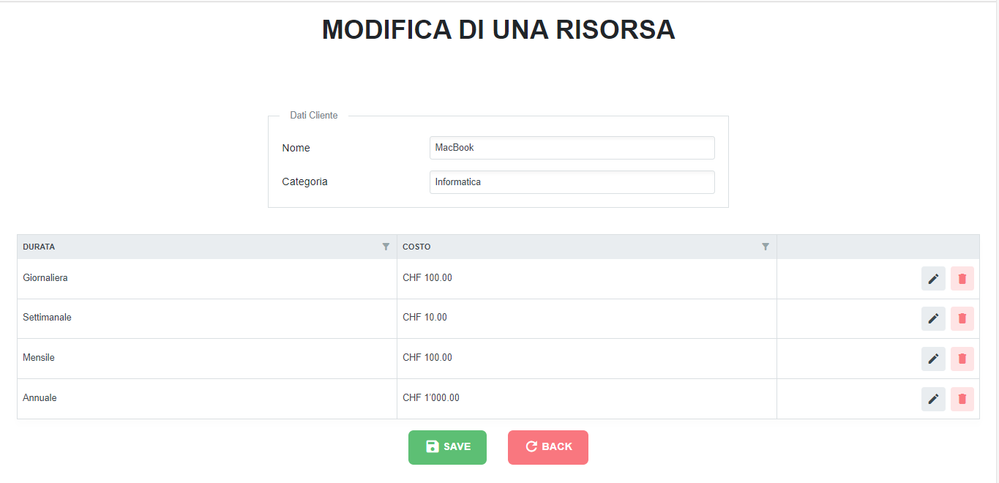 MODIFICA DI UNA RISORSA
Dati Cliente
Nome MacBook
Categoria Informatica
DURATA COSTO
Giornaliera CHF 100.00
Settimanale CHF 10.00
Mensile CHF 100.00
Annuale CHF 1'000.00
SAVE BACK